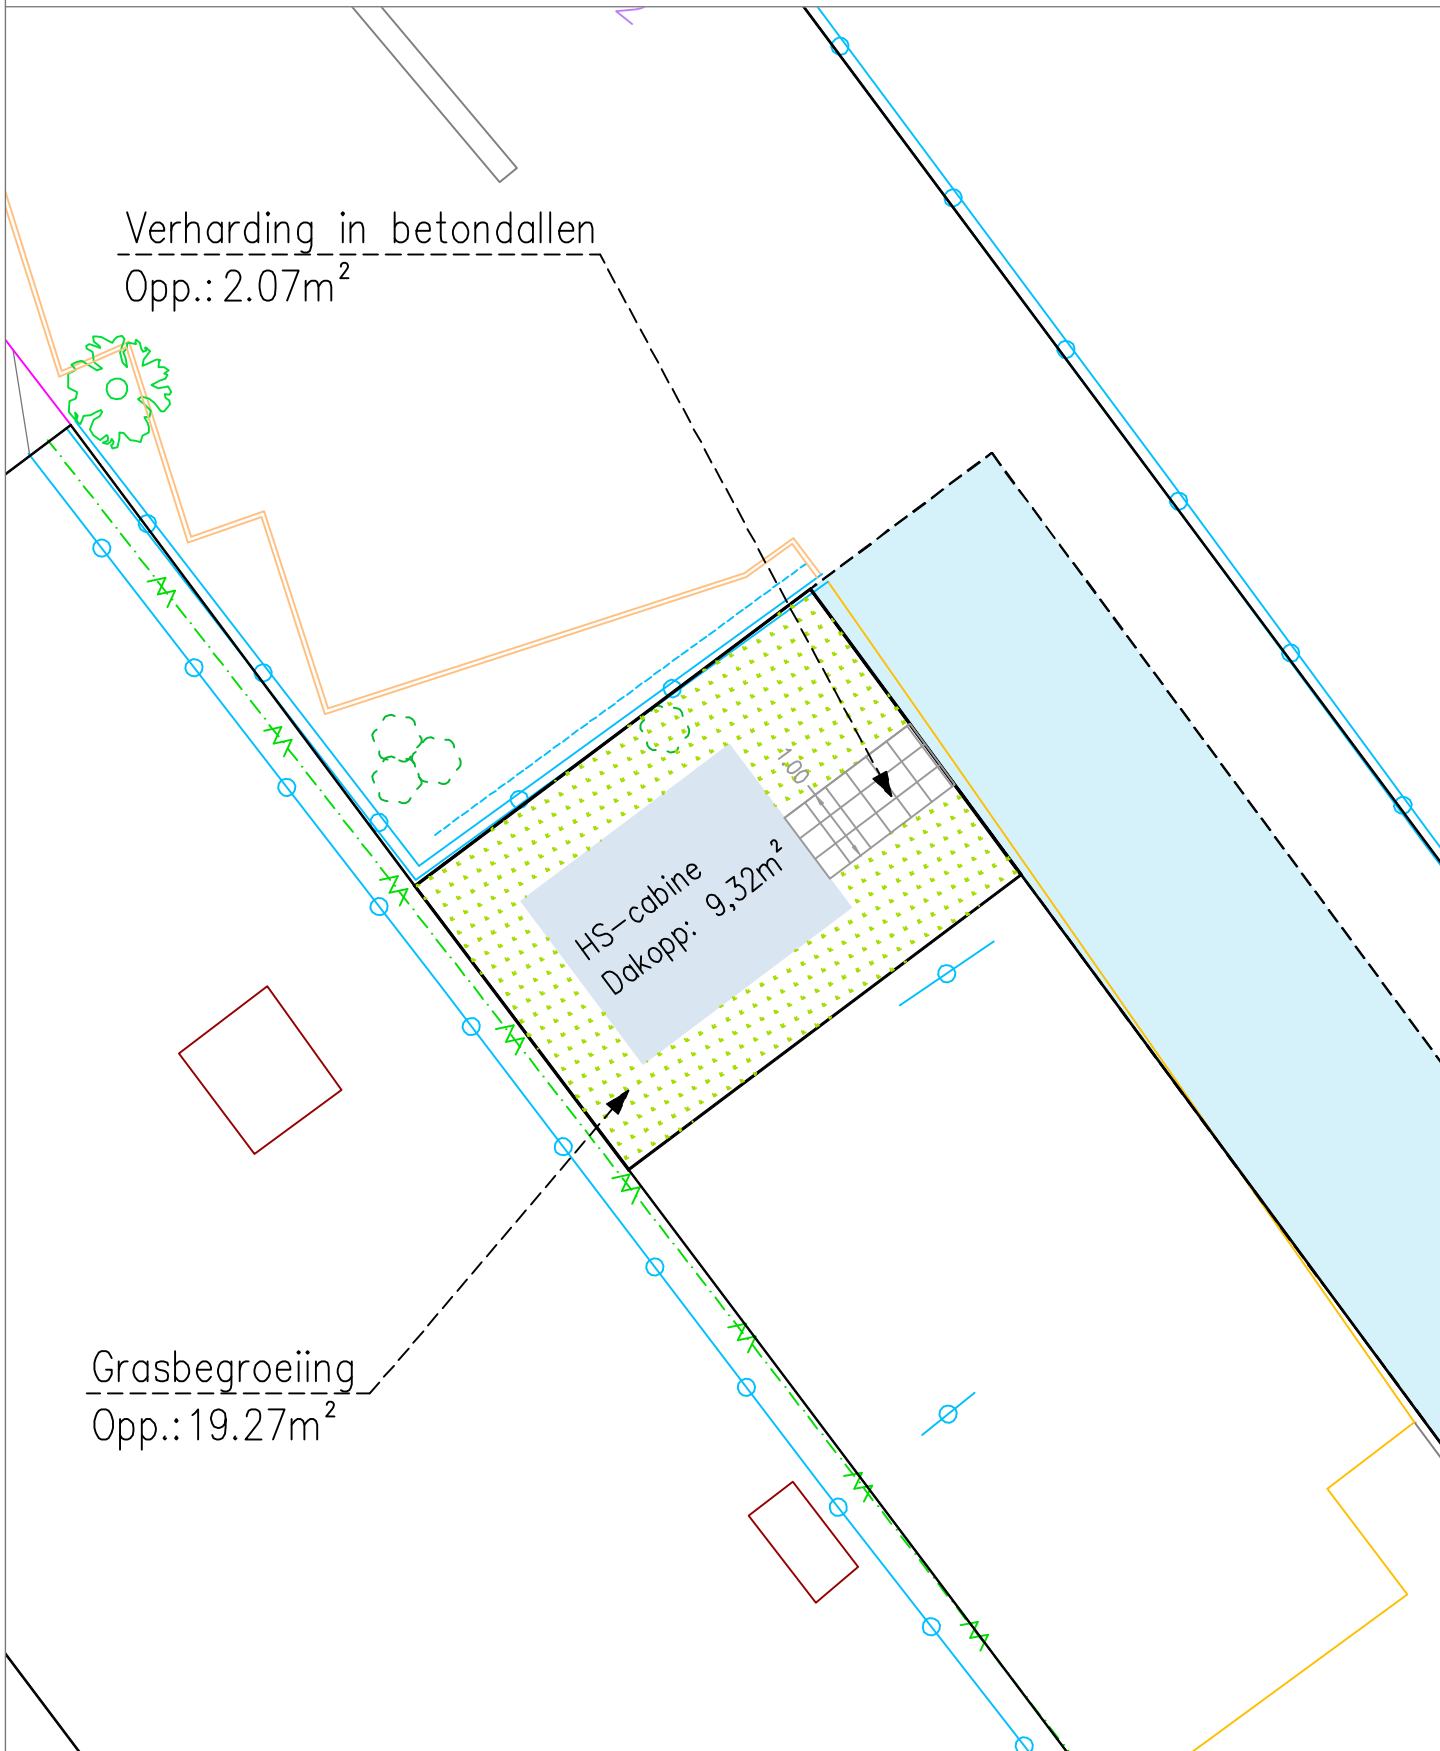 Verharding in betondallen
Opp.: 2.07m²
1.00
HS-cabine
Dakopp: 9,32m²
Grasbegroeiing
Opp.: 19.27m²